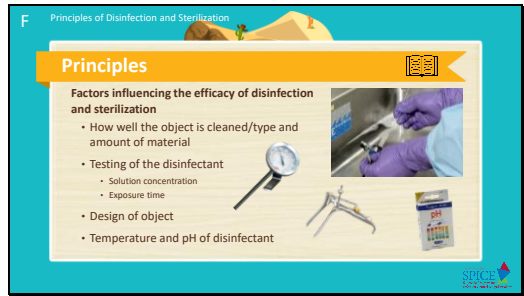 F
Principles of Disinfection and Sterilization
Principles
Factors influencing the efficacy of disinfection
and sterilization
• How well the object is cleaned/type and
amount of material
• Testing of the disinfectant
• Solution concentration
• Exposure time
• Design of object
• Temperature and pH of disinfectant
pH
SPICE